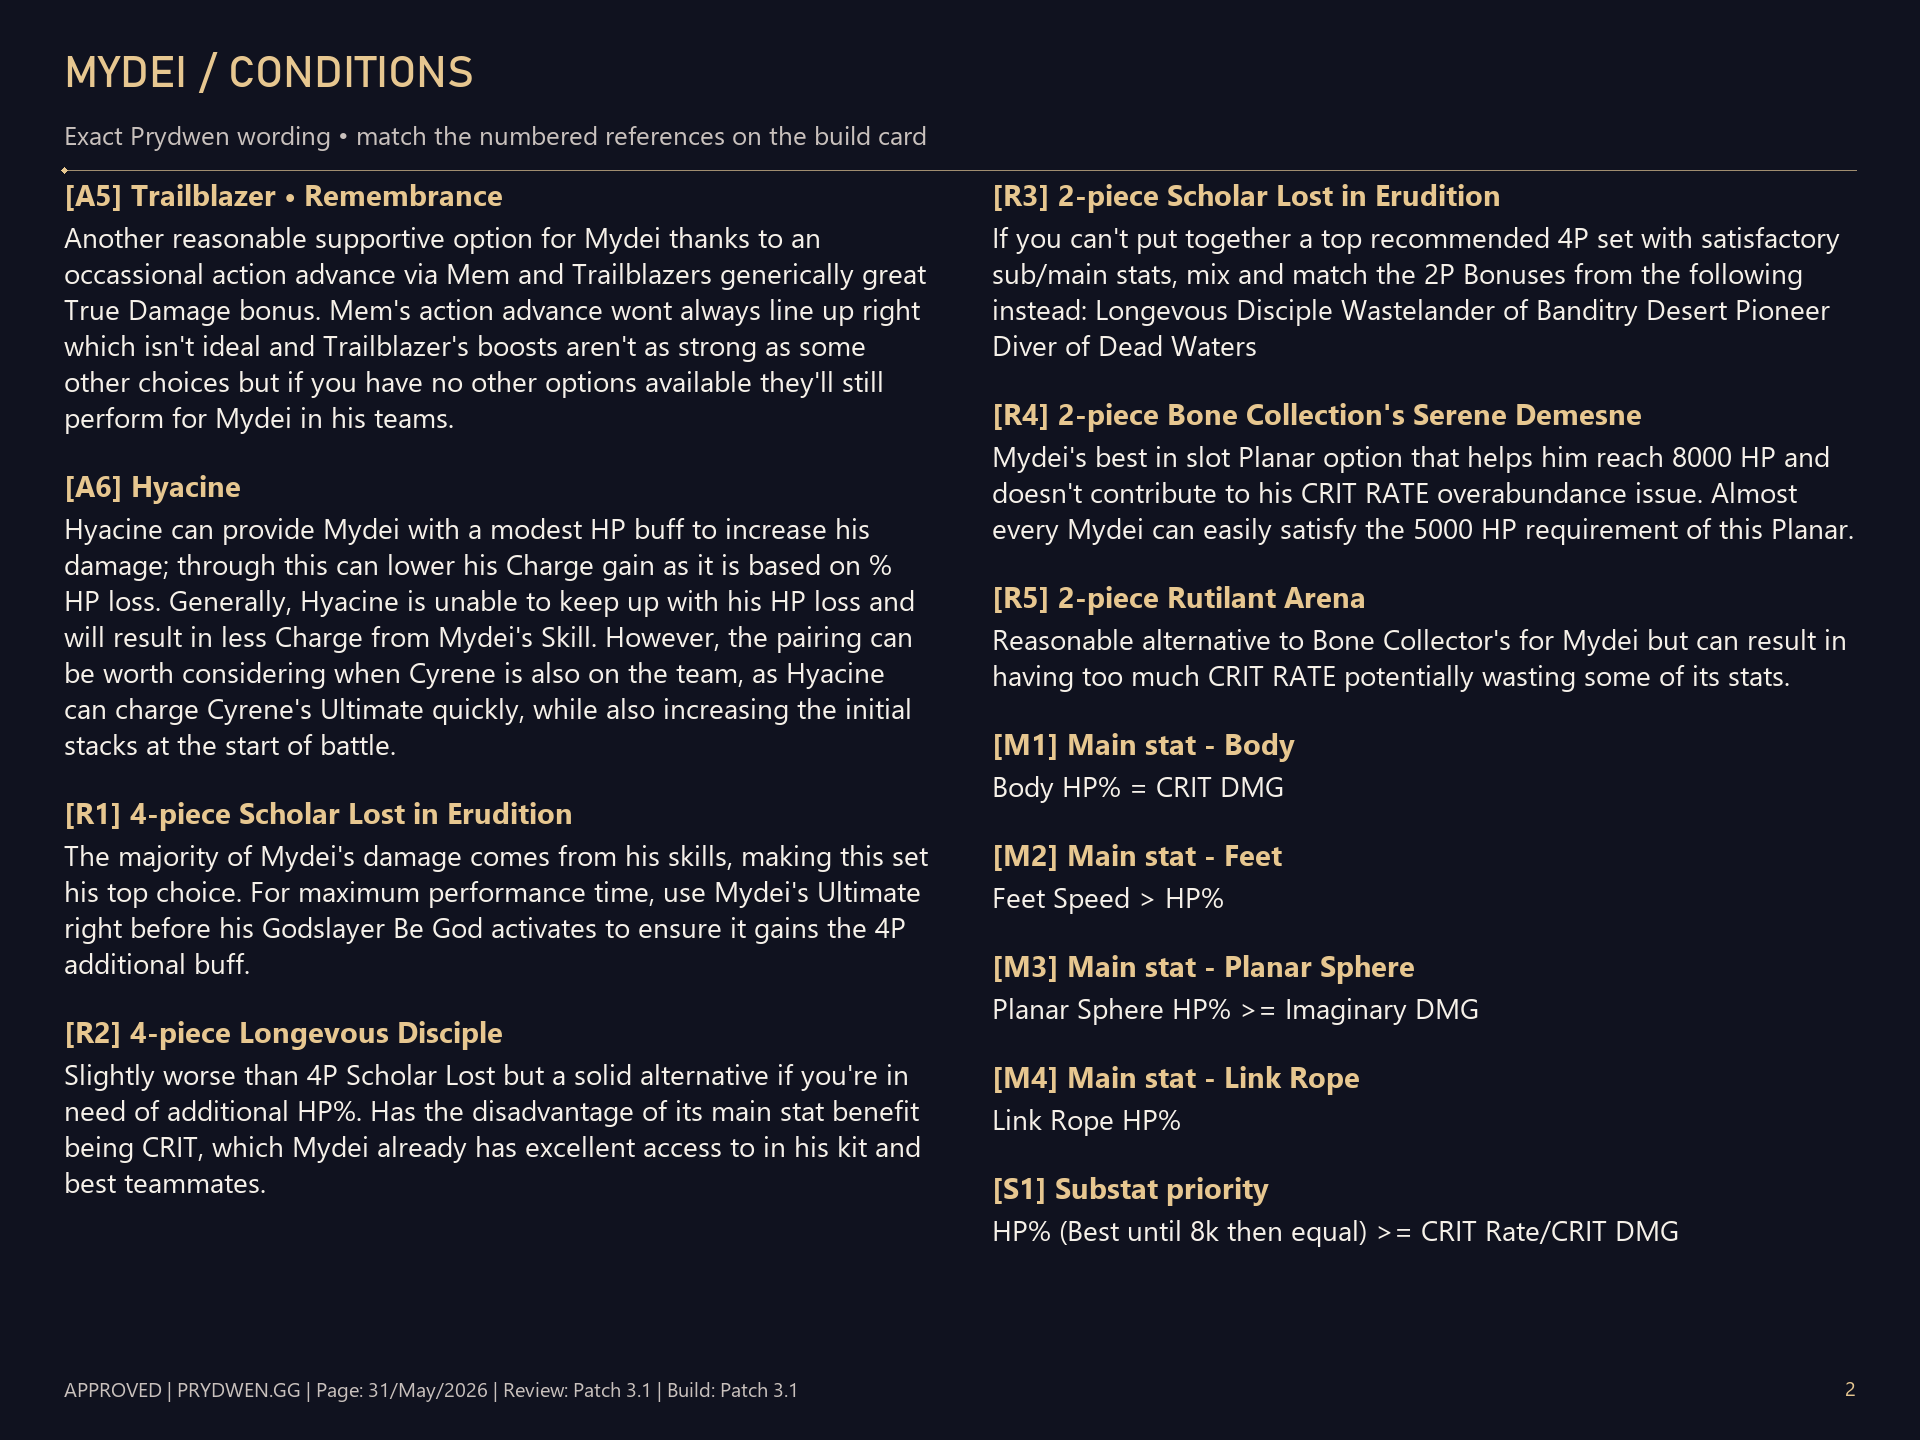 MYDEI / CONDITIONS
Exact Prydwen wording • match the numbered references on the build card
[A5] Trailblazer • Remembrance
Another reasonable supportive option for Mydei thanks to an
occassional action advance via Mem and Trailblazers generically great
True Damage bonus. Mem's action advance wont always line up right
which isn't ideal and Trailblazer's boosts aren't as strong as some
other choices but if you have no other options available they'll still
perform for Mydei in his teams.
[A6] Hyacine
Hyacine can provide Mydei with a modest HP buff to increase his
damage; through this can lower his Charge gain as it is based on %
HP loss. Generally, Hyacine is unable to keep up with his HP loss and
will result in less Charge from Mydei's Skill. However, the pairing can
be worth considering when Cyrene is also on the team, as Hyacine
can charge Cyrene's Ultimate quickly, while also increasing the initial
stacks at the start of battle.
[R1] 4-piece Scholar Lost in Erudition
The majority of Mydei's damage comes from his skills, making this set
his top choice. For maximum performance time, use Mydei's Ultimate
right before his Godslayer Be God activates to ensure it gains the 4P
additional buff.
[R2] 4-piece Longevous Disciple
Slightly worse than 4P Scholar Lost but a solid alternative if you're in
need of additional HP%. Has the disadvantage of its main stat benefit
being CRIT, which Mydei already has excellent access to in his kit and
best teammates.
[R3] 2-piece Scholar Lost in Erudition
If you can't put together a top recommended 4P set with satisfactory
sub/main stats, mix and match the 2P Bonuses from the following
instead: Longevous Disciple Wastelander of Banditry Desert Pioneer
Diver of Dead Waters
[R4] 2-piece Bone Collection's Serene Demesne
Mydei's best in slot Planar option that helps him reach 8000 HP and
doesn't contribute to his CRIT RATE overabundance issue. Almost
every Mydei can easily satisfy the 5000 HP requirement of this Planar.
[R5] 2-piece Rutilant Arena
Reasonable alternative to Bone Collector's for Mydei but can result in
having too much CRIT RATE potentially wasting some of its stats.
[M1] Main stat - Body
Body HP% = CRIT DMG
[M2] Main stat - Feet
Feet Speed > HP%
[M3] Main stat - Planar Sphere
Planar Sphere HP% >= Imaginary DMG
[M4] Main stat - Link Rope
Link Rope HP%
[S1] Substat priority
HP% (Best until 8k then equal) >= CRIT Rate/CRIT DMG
APPROVED | PRYDWEN.GG | Page: 31/May/2026 | Review: Patch 3.1 | Build: Patch 3.1
2